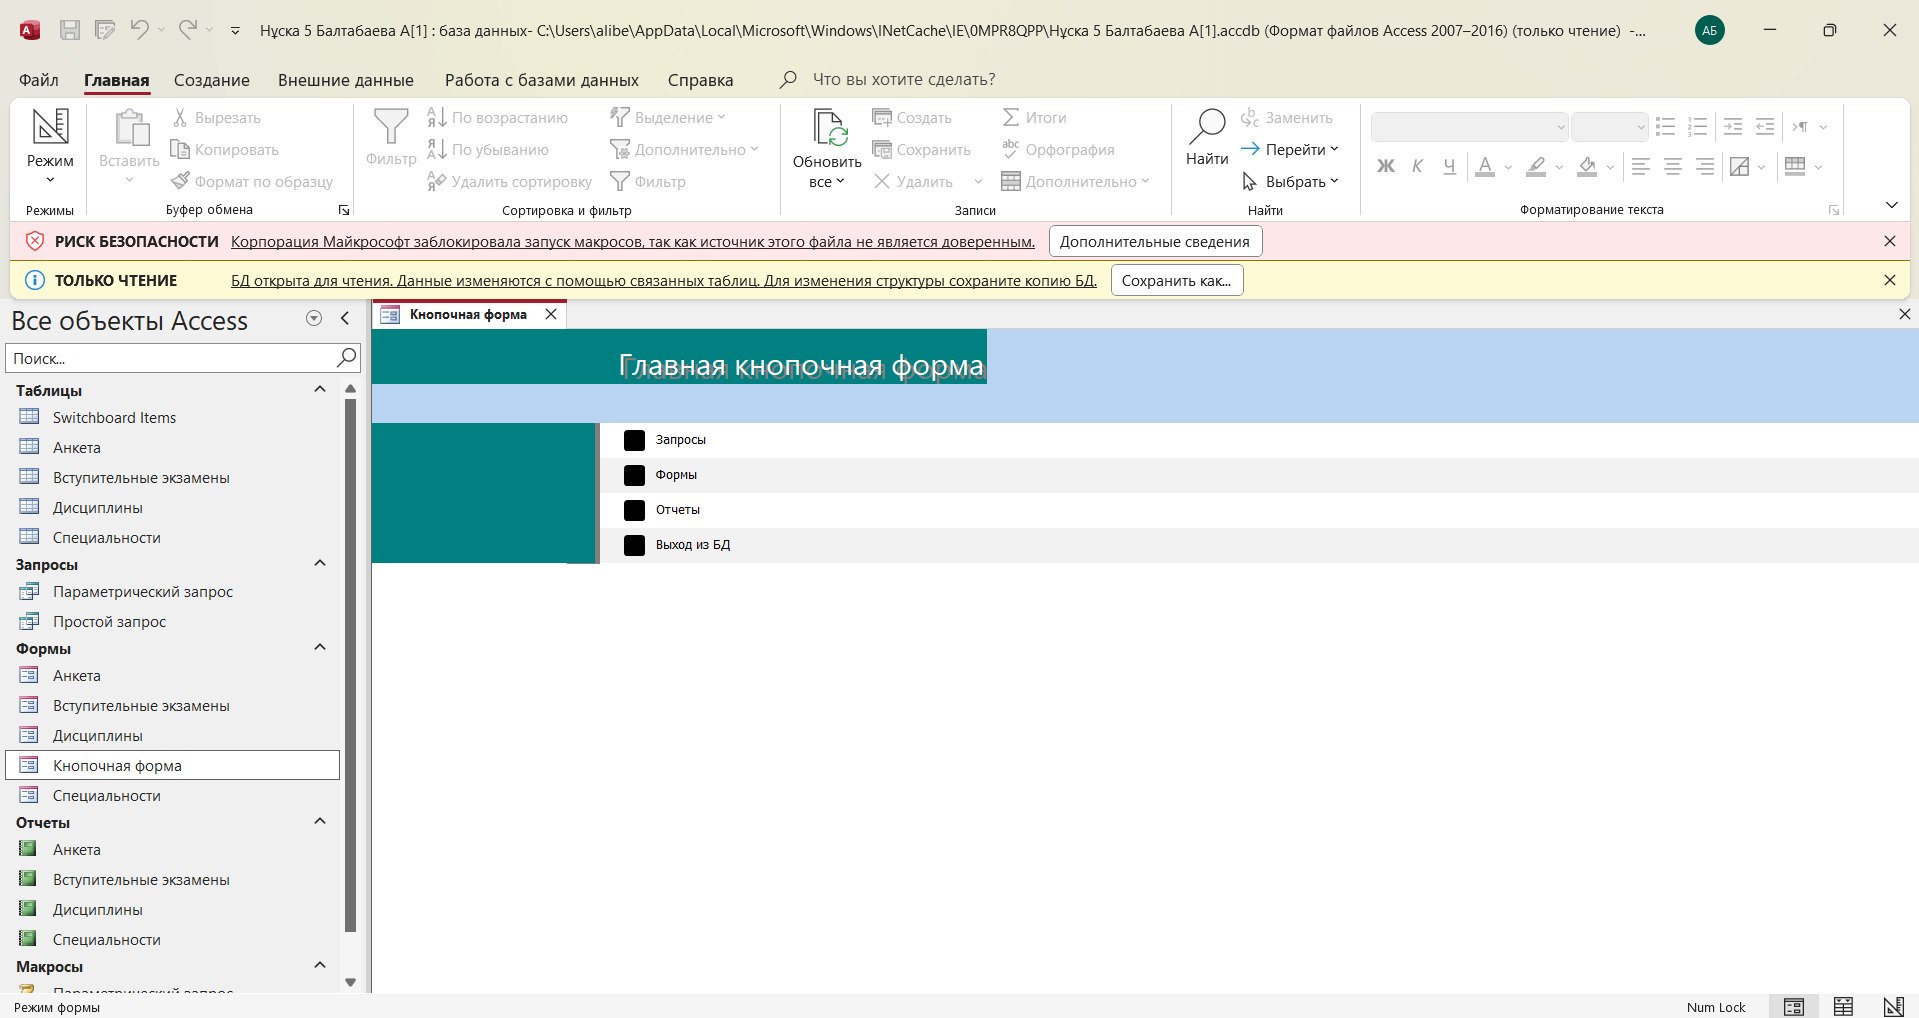 Нұска 5 Балтабаева А[1] : база данных- C:\Users\alibe\AppData\Local\Microsoft\Windows\INetCache\IE\0MPR8QPP\Нұска 5 Балтабаева А[1].accdb (Формат файлов Access 2007–2016) (только чтение) -...
АБ
Файл Главная Создание Внешние данные Работа с базами данных Справка Что вы хотите сделать?
Режим
Режимы
Вставить
Вырезать
Копировать
Формат по образцу
Буфер обмена
Фильтр
По возрастанию
По убыванию
Удалить сортировку
Выделение
Дополнительно
Фильтр
Сортировка и фильтр
Обновить
все
Создать
Сохранить
Удалить
Итоги
Орфография
Дополнительно
Записи
Найти
Заменить
Перейти
Выбрать
Найти
Ж К Ч
Форматирование текста
РИСК БЕЗОПАСНОСТИ Корпорация Майкрософт заблокировала запуск макросов, так как источник этого файла не является доверенным. Дополнительные сведения
ТОЛЬКО ЧТЕНИЕ БД открыта для чтения. Данные изменяются с помощью связанных таблиц. Для изменения структуры сохраните копию БД. Сохранить как...
Все объекты Access
Поиск...
Таблицы
Switchboard Items
Анкета
Вступительные экзамены
Дисциплины
Специальности
Запросы
Параметрический запрос
Простой запрос
Формы
Анкета
Вступительные экзамены
Дисциплины
Кнопочная форма
Специальности
Отчеты
Анкета
Вступительные экзамены
Дисциплины
Специальности
Макросы
Параметрический запрос
Кнопочная форма
Главная кнопочная форма
Запросы
Формы
Отчеты
Выход из БД
Режим формы
Num Lock